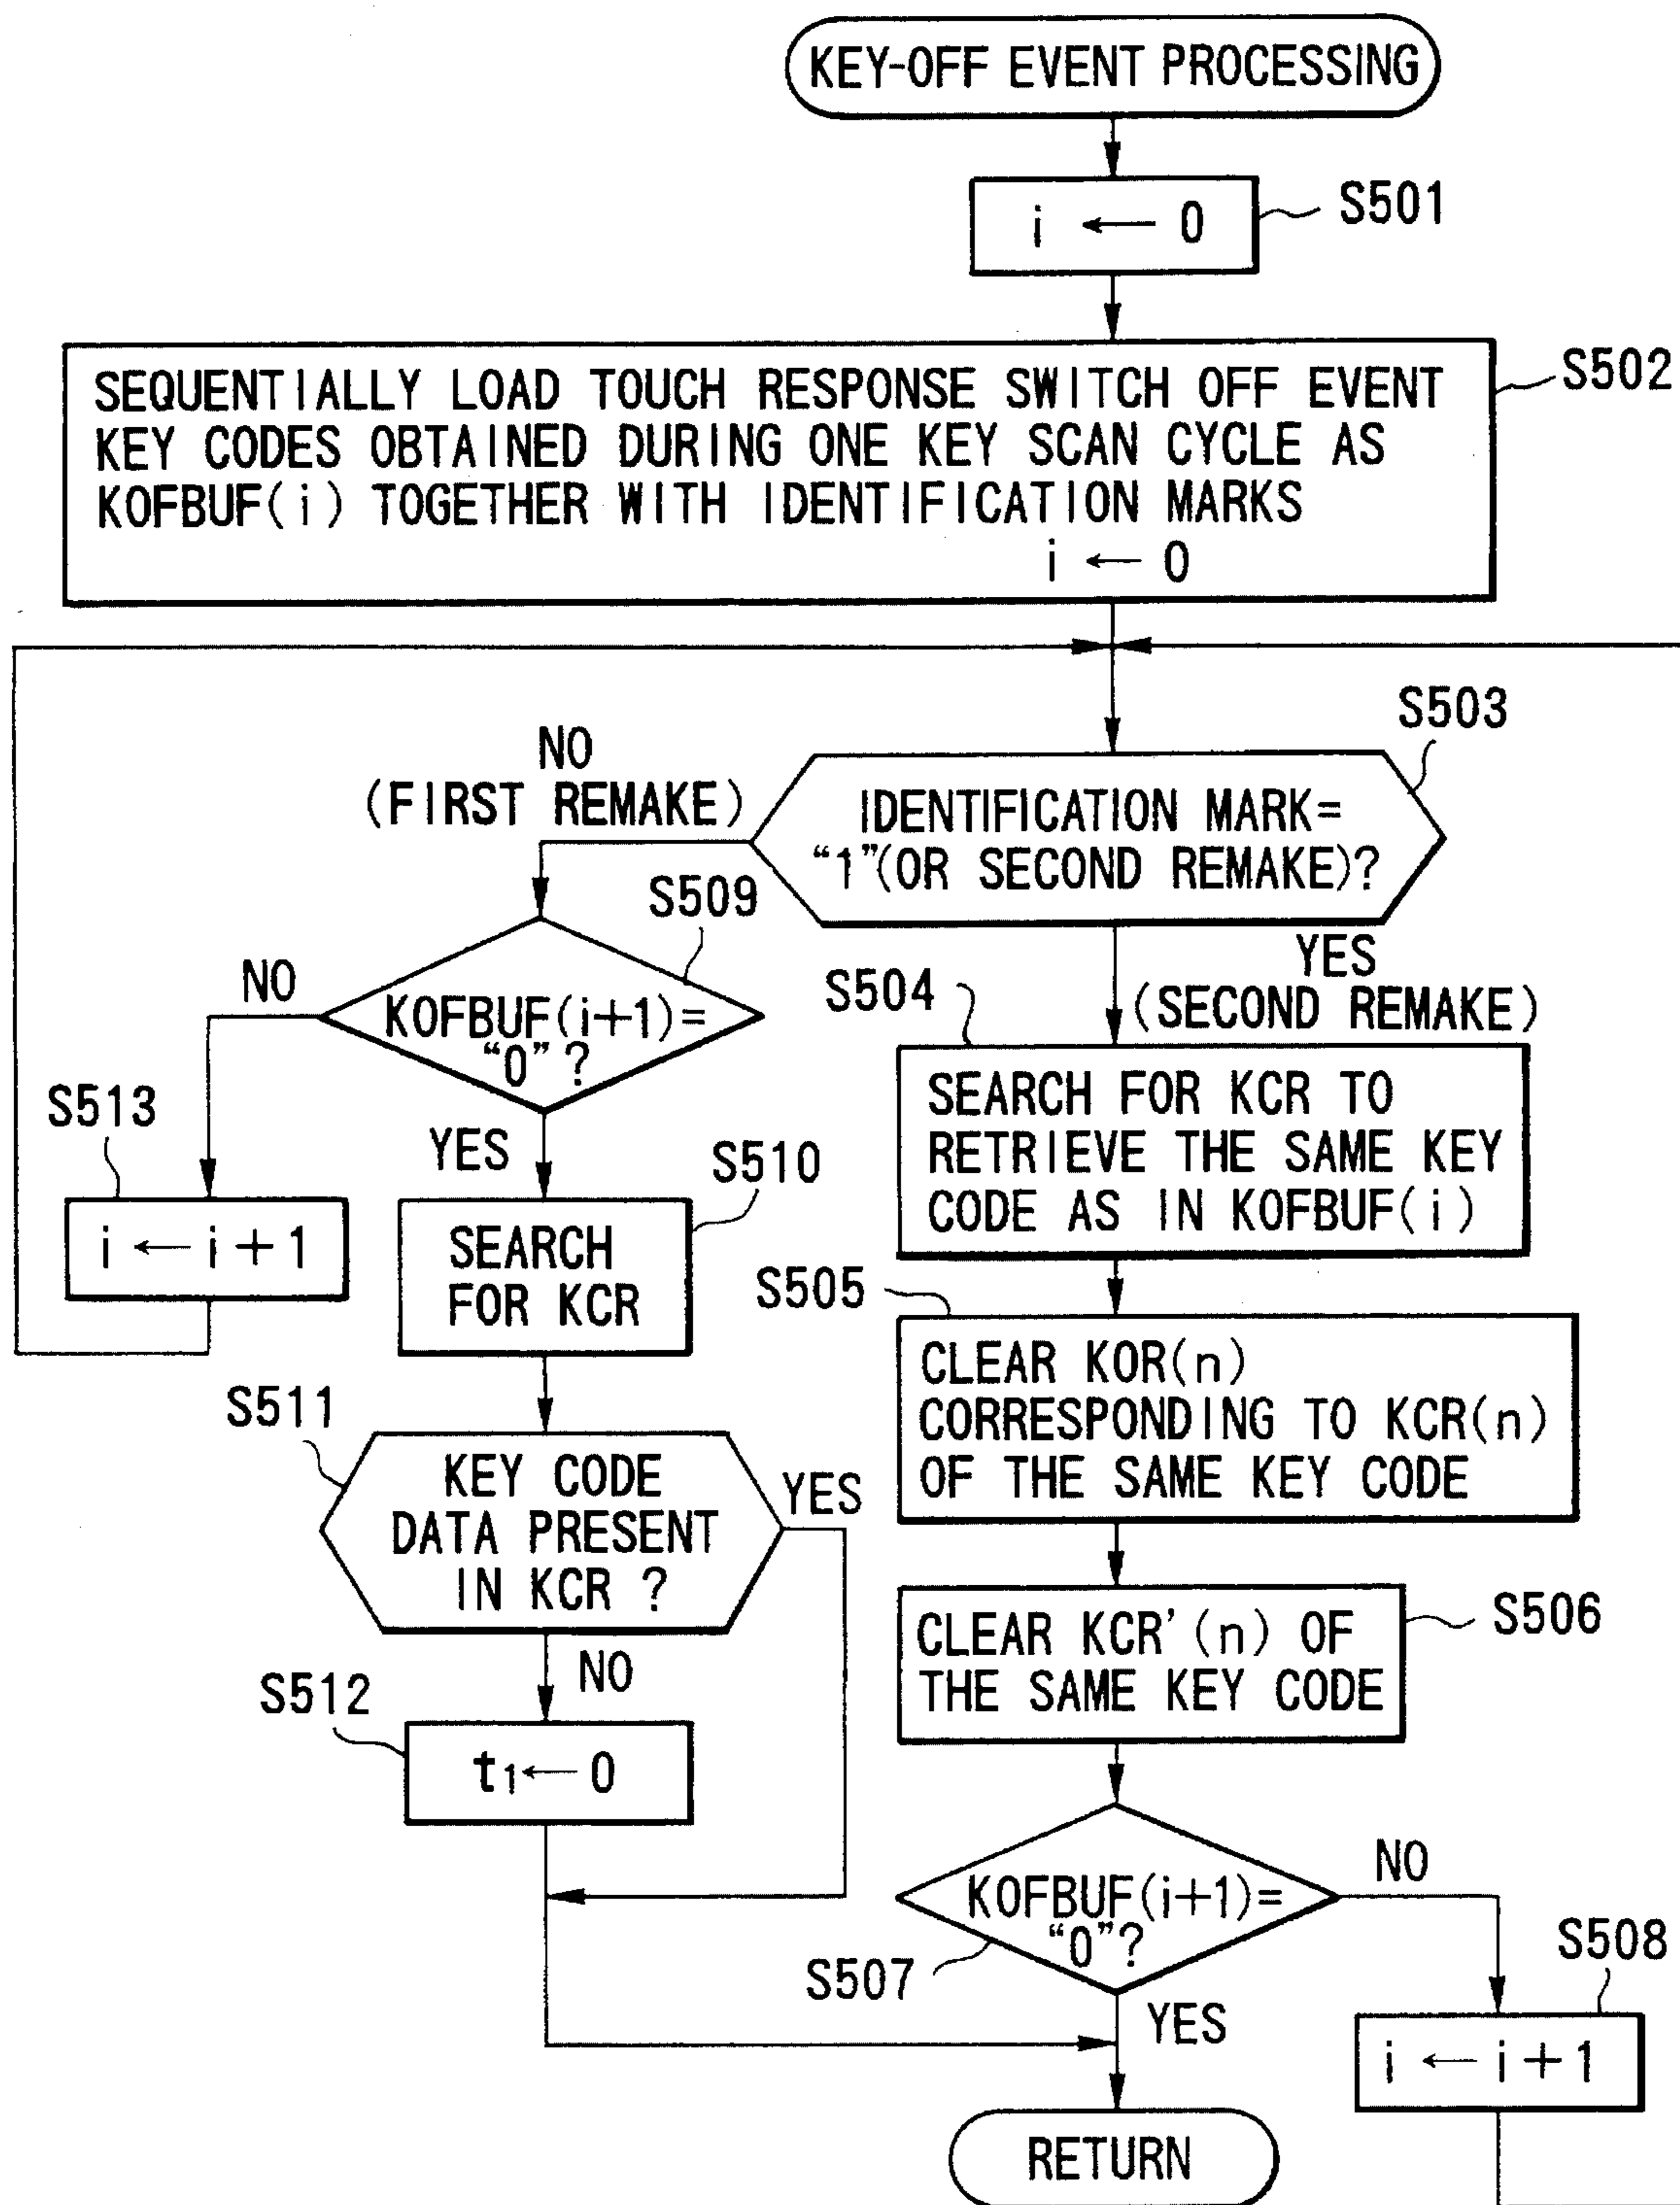 KEY-OFF EVENT PROCESSING
i ← 0
S501
SEQUENTIALLY LOAD TOUCH RESPONSE SWITCH OFF EVENT
KEY CODES OBTAINED DURING ONE KEY SCAN CYCLE AS
KOFBUF(i) TOGETHER WITH IDENTIFICATION MARKS
i ← 0
S502
S503
IDENTIFICATION MARK=
“1”(OR SECOND REMAKE)?
NO
(FIRST REMAKE)
YES
(SECOND REMAKE)
S509
KOFBUF(i+1)=
“0”?
NO
YES
S513
i ← i+1
S510
SEARCH
FOR KCR
S511
KEY CODE
DATA PRESENT
IN KCR ?
YES
NO
S512
t1 ← 0
S504
SEARCH FOR KCR TO
RETRIEVE THE SAME KEY
CODE AS IN KOFBUF(i)
S505
CLEAR KOR(n)
CORRESPONDING TO KCR(n)
OF THE SAME KEY CODE
S506
CLEAR KCR'(n) OF
THE SAME KEY CODE
KOFBUF(i+1)=
“0”?
S507
NO
YES
S508
i ← i+1
RETURN